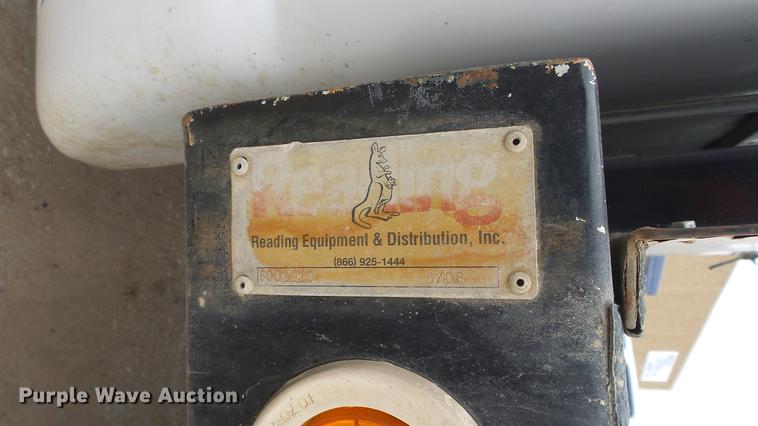 Reading
Reading Equipment & Distribution, Inc.
(866) 925-1444
Purple Wave Auction